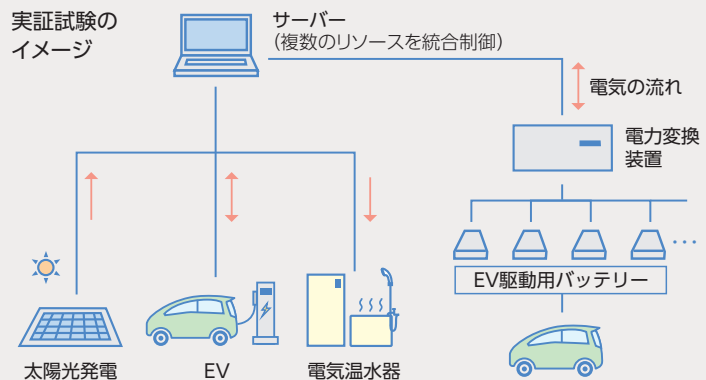 実証試験の
イメージ
サーバー
（複数のリソースを統合制御）
電気の流れ
電力変換
装置
…
EV駆動用バッテリー
太陽光発電
EV
電気温水器